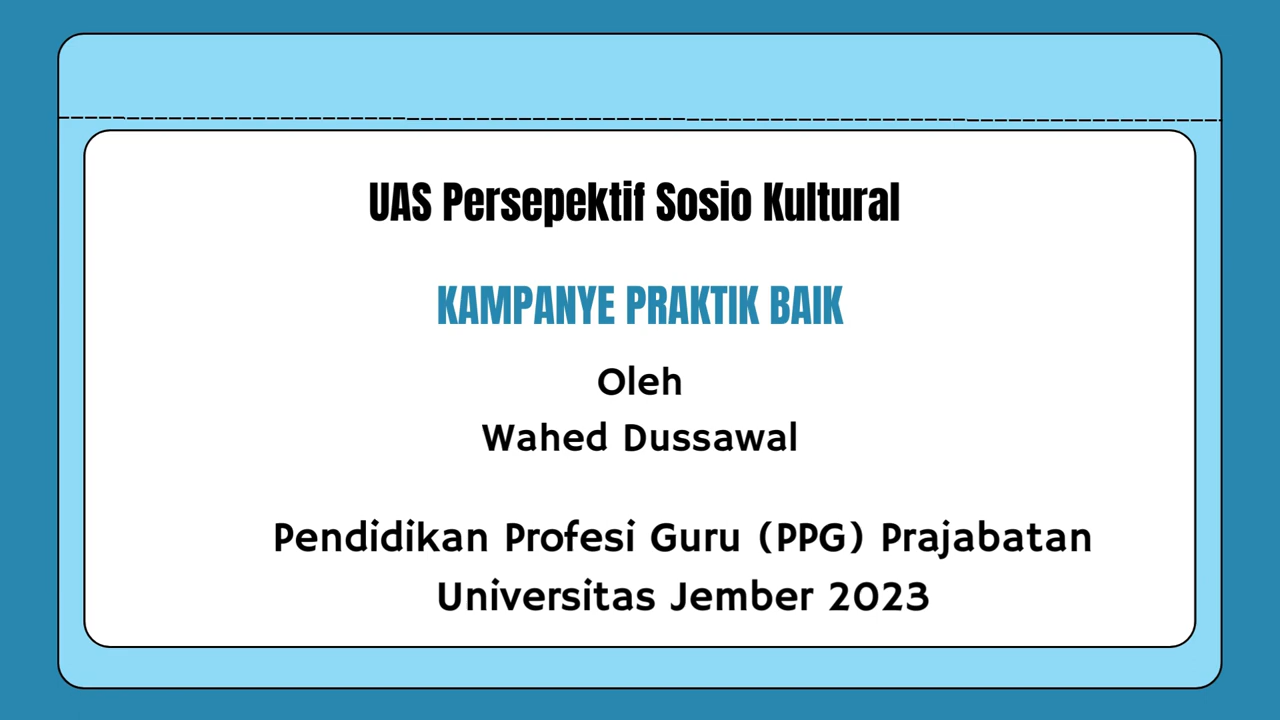 UAS Persepektif Sosio Kultural
KAMPANYE PRAKTIK BAIK
Oleh
Wahed Dussawal
Pendidikan Profesi Guru (PPG) Prajabatan
Universitas Jember 2023